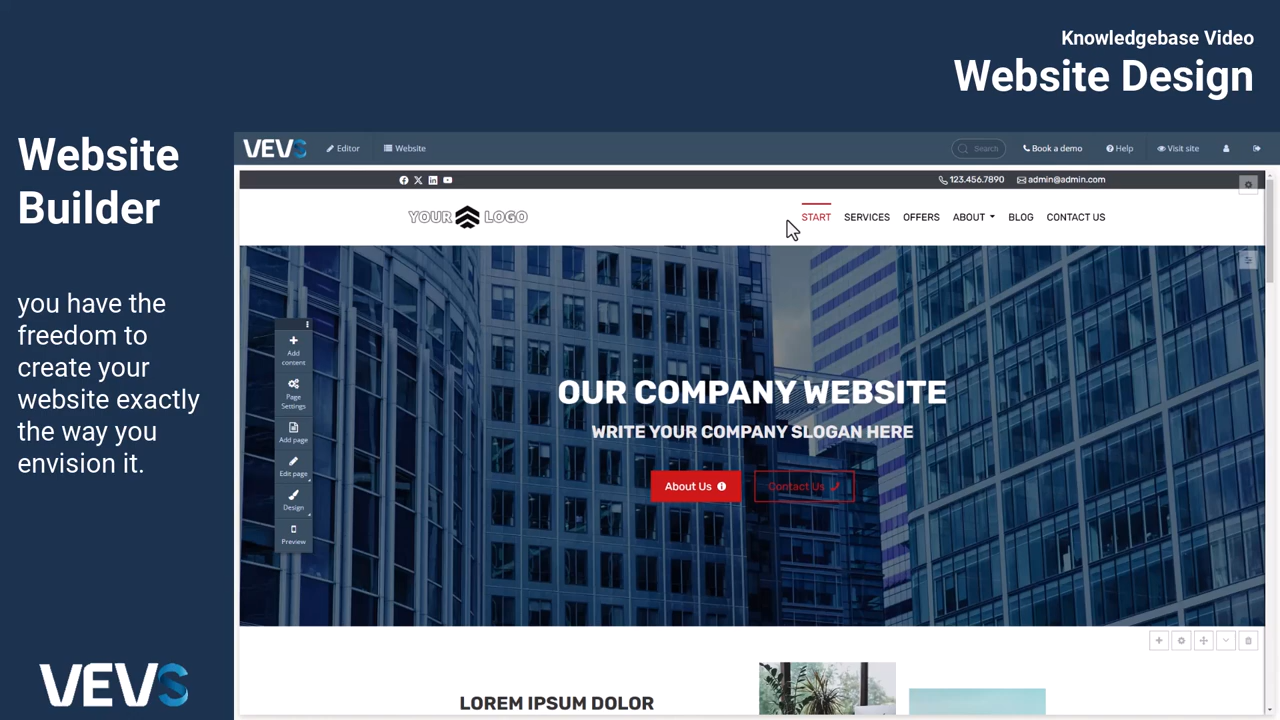 Knowledgebase Video
Website Design
Website
Builder
you have the
freedom to
create your
website exactly
the way you
envision it.
VEVS
VEVS Editor Website Search Book a demo Help Visit site
123.456.7890 admin@admin.com
YOUR LOGO START SERVICES OFFERS ABOUT BLOG CONTACT US
Add
content
Page
Settings
Add page
Edit page
Design
Preview
OUR COMPANY WEBSITE
WRITE YOUR COMPANY SLOGAN HERE
About Us Contact Us
LOREM IPSUM DOLOR